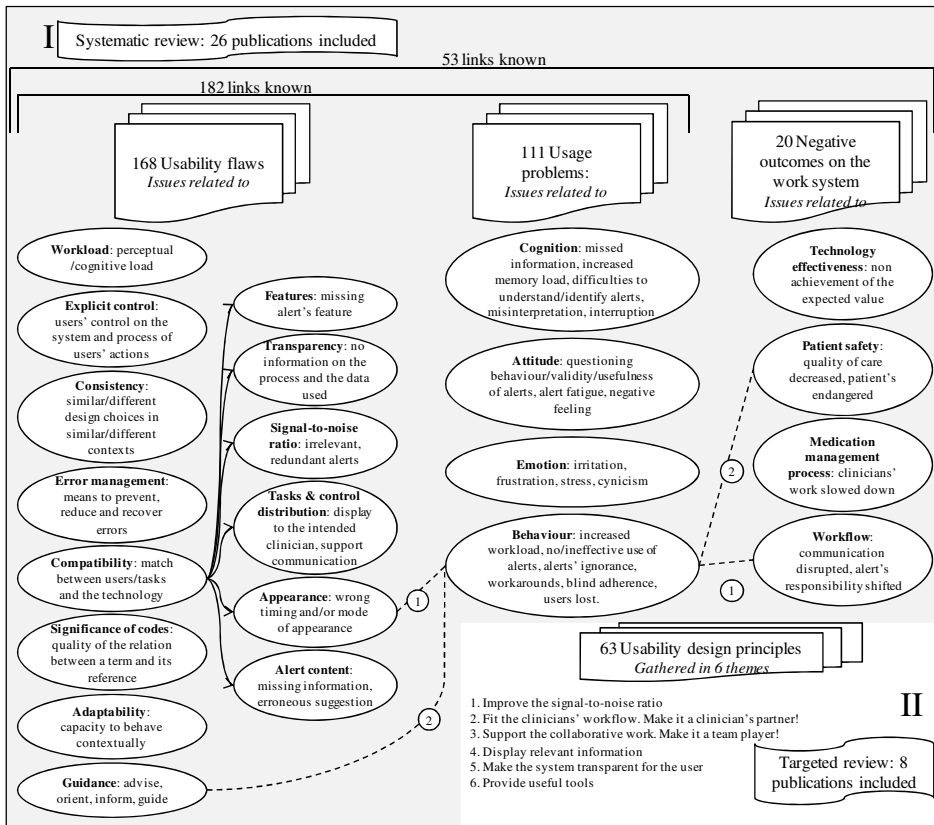 I
Systematic review: 26 publications included
53 links known
182 links known
168 Usability flaws
Issues related to
111 Usage
problems:
Issues related to
20 Negative
outcomes on the
work system
Issues related to
Workload: perceptual
/cognitive load
Explicit control:
users' control on the
system and process of
users' actions
Consistency:
similar/different
design choices in
similar/different
contexts
Error management:
means to prevent,
reduce and recover
errors
Compatibility: match
between users/tasks
and the technology
Significance of codes:
quality of the relation
between a term and its
reference
Adaptability:
capacity to behave
contextually
Guidance: advise,
orient, inform, guide
Features: missing
alert's feature
Transparency: no
information on the
process and the data
used
Signal-to-noise
ratio: irrelevant,
redundant alerts
Tasks & control
distribution: display
to the intended
clinician, support
communication
Appearance: wrong
timing and/or mode
of appearance
Alert content:
missing information,
erroneous suggestion
1
2
Cognition: missed
information, increased
memory load, difficulties to
understand/identify alerts,
misinterpretation, interruption
Attitude: questioning
behaviour/validity/usefulness
of alerts, alert fatigue, negative
feeling
Emotion: irritation,
frustration, stress, cynicism
Behaviour: increased
workload, no/ineffective use of
alerts, alerts' ignorance,
workarounds, blind adherence,
users lost.
2
1
Technology
effectiveness: non
achievement of the
expected value
Patient safety:
quality of care
decreased, patient's
endangered
Medication
management
process: clinicians'
work slowed down
Workflow:
communication
disrupted, alert's
responsibility shifted
63 Usability design principles
Gathered in 6 themes
1. Improve the signal-to-noise ratio
2. Fit the clinicians' workflow. Make it a clinician's partner!
3. Support the collaborative work. Make it a team player!
4. Display relevant information
5. Make the system transparent for the user
6. Provide useful tools
II
Targeted review: 8
publications included